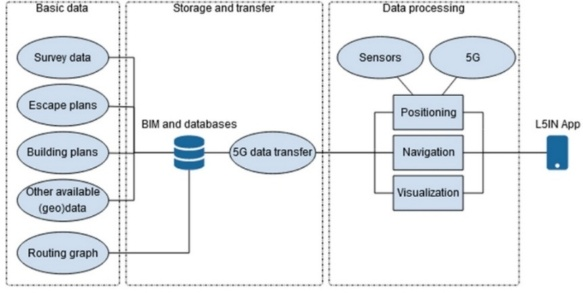 Basic data
Storage and transfer
Data processing
Survey data
Escape plans
Building plans
Other available
(geo)data
Routing graph
BIM and databases
5G data transfer
Sensors
5G
Positioning
Navigation
Visualization
L5IN App